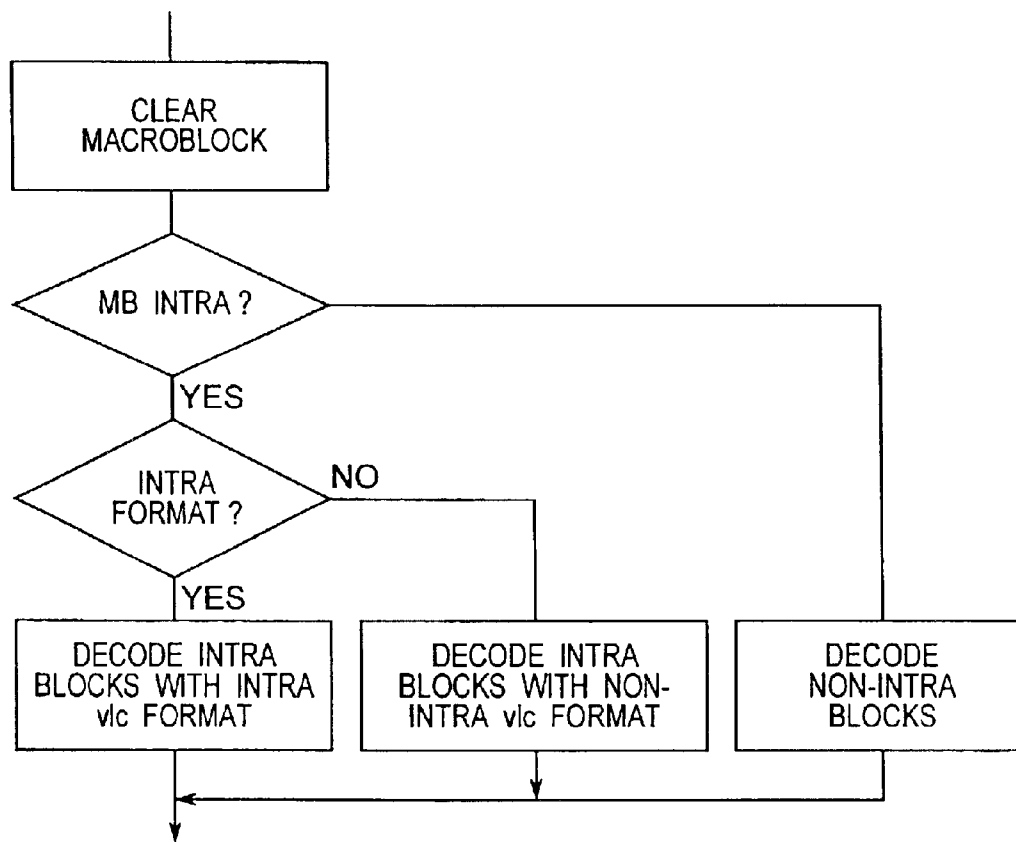 CLEAR
MACROBLOCK
MB INTRA ?
YES
INTRA
FORMAT ?
NO
YES
DECODE INTRA
BLOCKS WITH INTRA
vlc FORMAT
DECODE INTRA
BLOCKS WITH NON-
INTRA vlc FORMAT
DECODE
NON-INTRA
BLOCKS